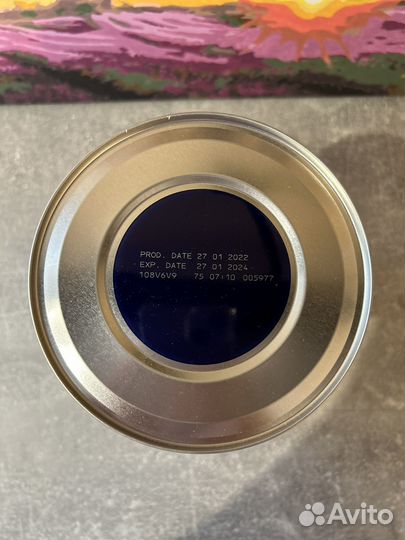 PROD. DATE 27 01 2022
EXP. DATE 27 01 2024
108V6V9 75 07:10 005977
Avito